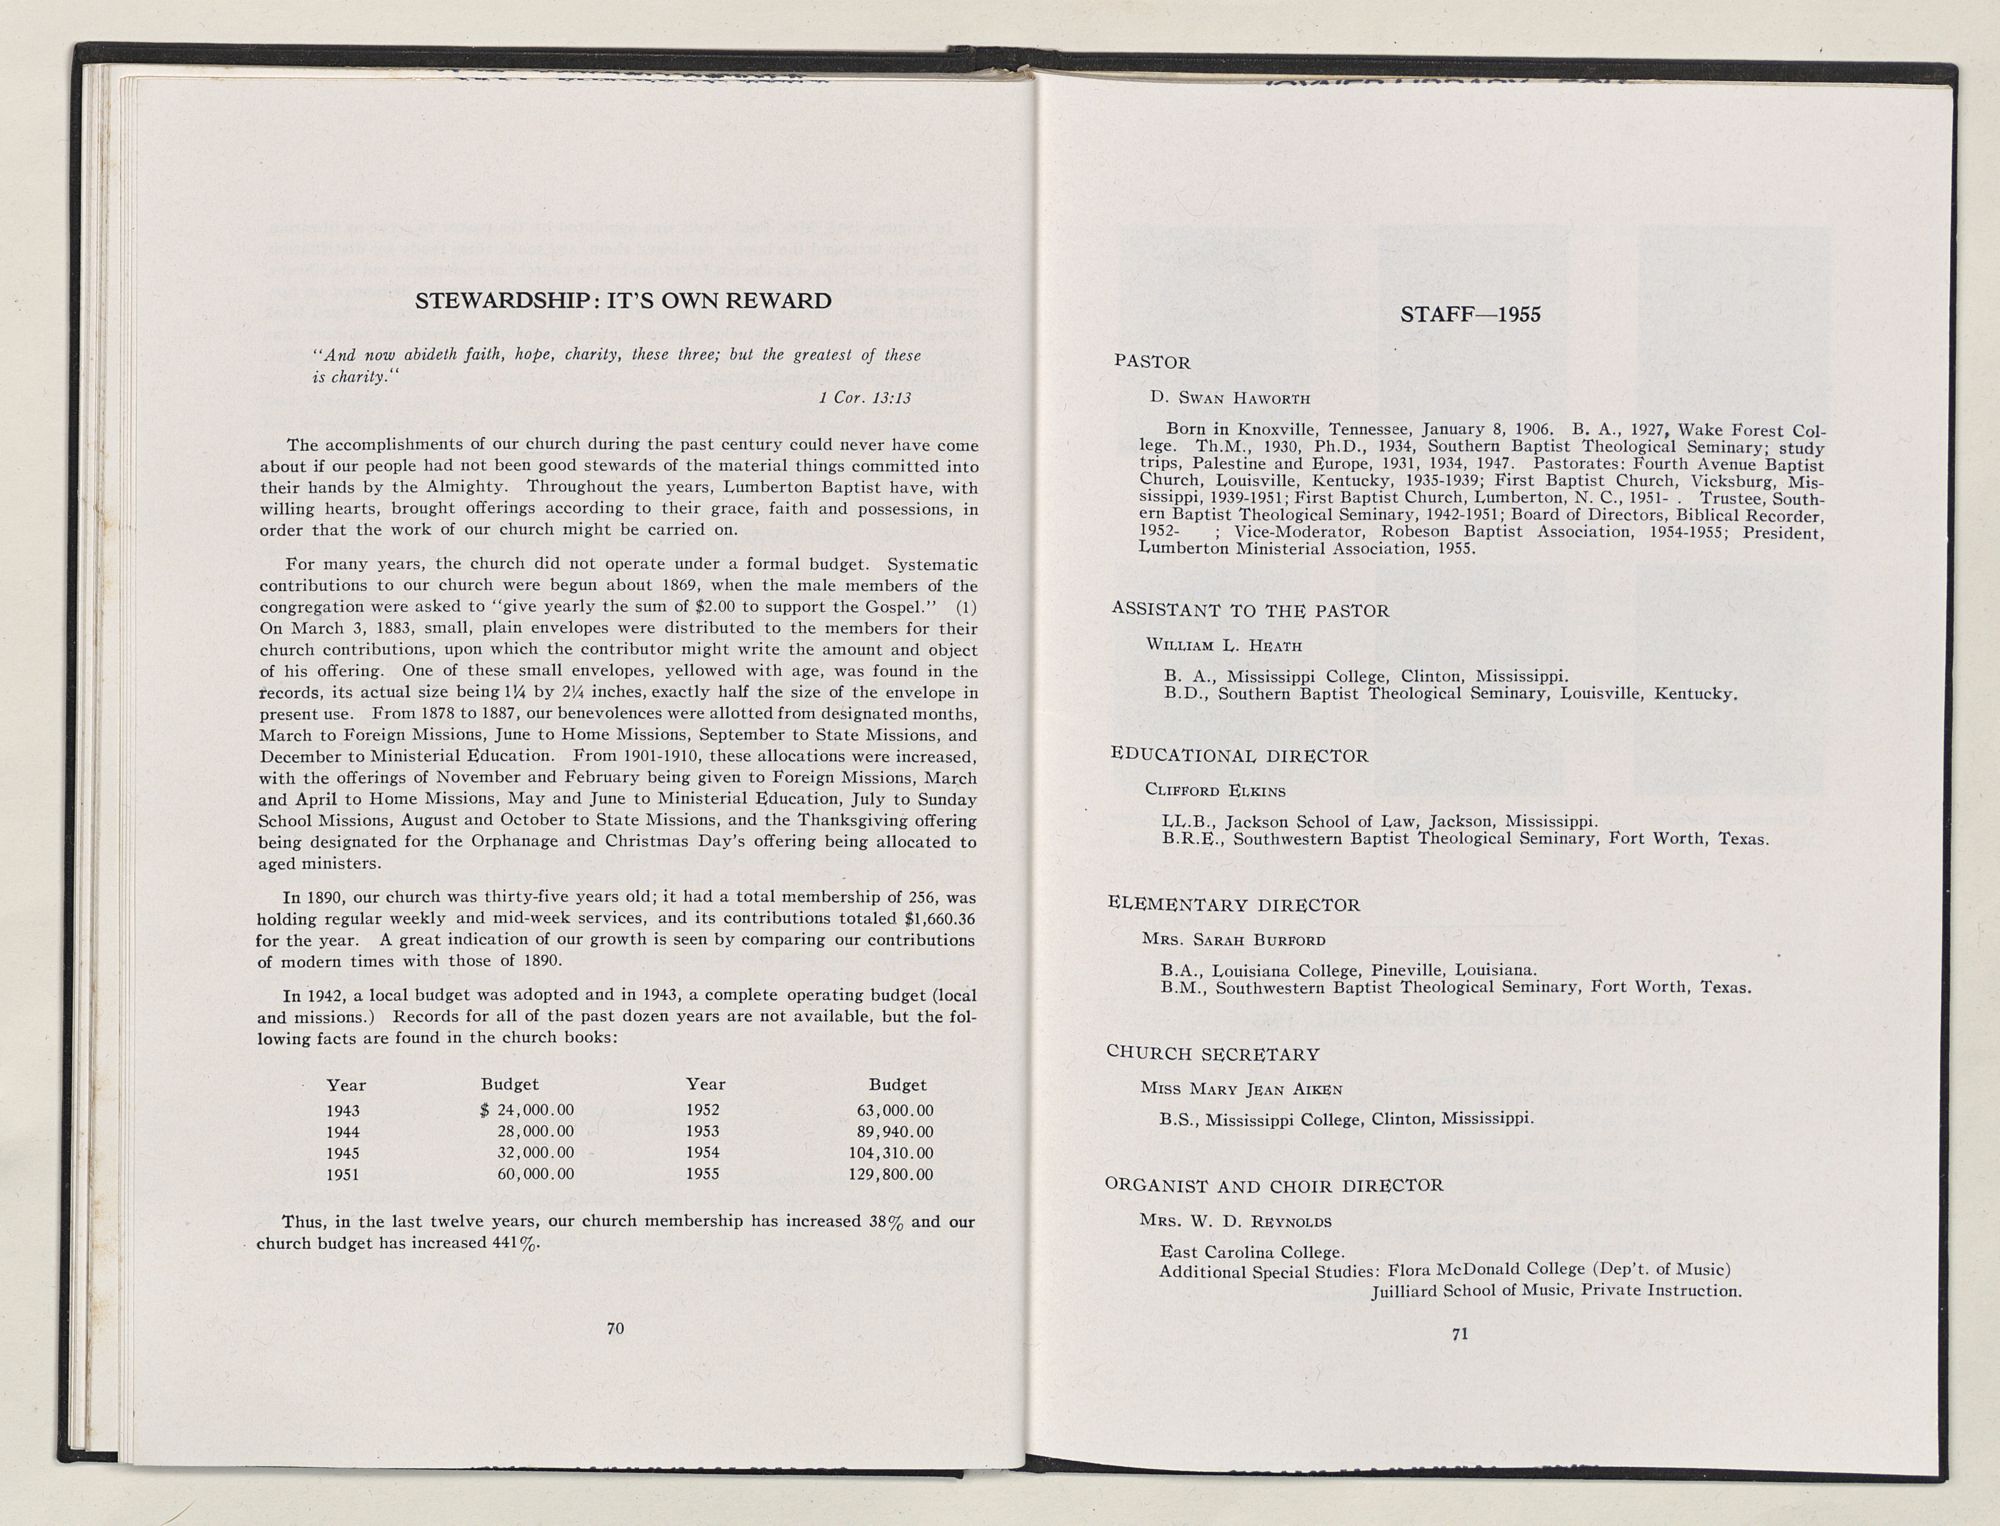 STEWARDSHIP: IT'S OWN REWARD
"And now abideth faith, hope, charity, these three; but the greatest of these
is charity."
1 Cor. 13:13
The accomplishments of our church during the past century could never have come
about if our people had not been good stewards of the material things committed into
their hands by the Almighty. Throughout the years, Lumberton Baptist have, with
willing hearts, brought offerings according to their grace, faith and possessions, in
order that the work of our church might be carried on.
For many years, the church did not operate under a formal budget. Systematic
contributions to our church were begun about 1869, when the male members of the
congregation were asked to "give yearly the sum of $2.00 to support the Gospel." (1)
On March 3, 1883, small, plain envelopes were distributed to the members for their
church contributions, upon which the contributor might write the amount and object
of his offering. One of these small envelopes, yellowed with age, was found in the
records, its actual size being 1¼ by 2¼ inches, exactly half the size of the envelope in
present use. From 1878 to 1887, our benevolences were allotted from designated months,
March to Foreign Missions, June to Home Missions, September to State Missions, and
December to Ministerial Education. From 1901-1910, these allocations were increased,
with the offerings of November and February being given to Foreign Missions, March
and April to Home Missions, May and June to Ministerial Education, July to Sunday
School Missions, August and October to State Missions, and the Thanksgiving offering
being designated for the Orphanage and Christmas Day's offering being allocated to
aged ministers.
In 1890, our church was thirty-five years old; it had a total membership of 256, was
holding regular weekly and mid-week services, and its contributions totaled $1,660.36
for the year. A great indication of our growth is seen by comparing our contributions
of modern times with those of 1890.
In 1942, a local budget was adopted and in 1943, a complete operating budget (local
and missions.) Records for all of the past dozen years are not available, but the fol-
lowing facts are found in the church books:
Year Budget Year Budget
1943 $ 24,000.00 1952 63,000.00
1944 28,000.00 1953 89,940.00
1945 32,000.00 1954 104,310.00
1951 60,000.00 1955 129,800.00
Thus, in the last twelve years, our church membership has increased 38% and our
church budget has increased 441%.
70
STAFF—1955
PASTOR
D. SWAN HAWORTH
Born in Knoxville, Tennessee, January 8, 1906. B. A., 1927, Wake Forest Col-
lege. Th.M., 1930, Ph.D., 1934, Southern Baptist Theological Seminary; study
trips, Palestine and Europe, 1931, 1934, 1947. Pastorates: Fourth Avenue Baptist
Church, Louisville, Kentucky, 1935-1939; First Baptist Church, Vicksburg, Mis-
sissippi, 1939-1951; First Baptist Church, Lumberton, N. C., 1951- . Trustee, South-
ern Baptist Theological Seminary, 1942-1951; Board of Directors, Biblical Recorder,
1952- ; Vice-Moderator, Robeson Baptist Association, 1954-1955; President,
Lumberton Ministerial Association, 1955.
ASSISTANT TO THE PASTOR
WILLIAM L. HEATH
B. A., Mississippi College, Clinton, Mississippi.
B.D., Southern Baptist Theological Seminary, Louisville, Kentucky.
EDUCATIONAL DIRECTOR
CLIFFORD ELKINS
LL.B., Jackson School of Law, Jackson, Mississippi.
B.R.E., Southwestern Baptist Theological Seminary, Fort Worth, Texas.
ELEMENTARY DIRECTOR
MRS. SARAH BURFORD
B.A., Louisiana College, Pineville, Louisiana.
B.M., Southwestern Baptist Theological Seminary, Fort Worth, Texas.
CHURCH SECRETARY
MISS MARY JEAN AIKEN
B.S., Mississippi College, Clinton, Mississippi.
ORGANIST AND CHOIR DIRECTOR
MRS. W. D. REYNOLDS
East Carolina College.
Additional Special Studies: Flora McDonald College (Dep't. of Music)
Juilliard School of Music, Private Instruction.
71